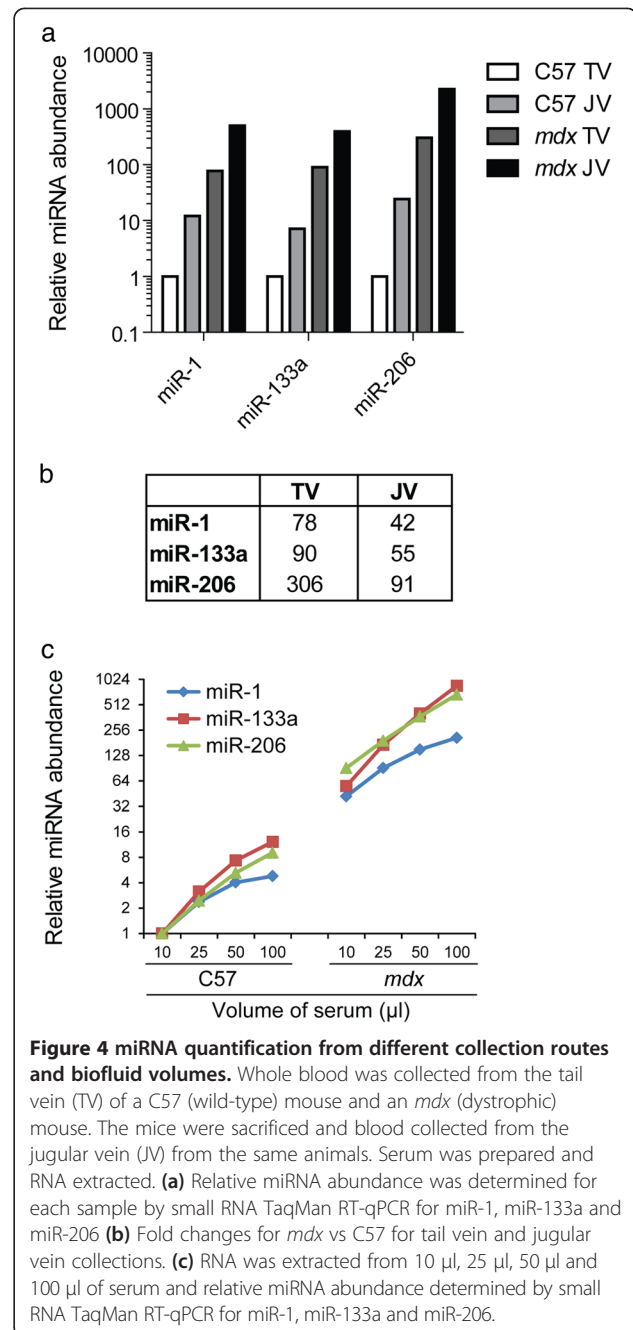 a
10000
1000
100
10
1
0.1
Relative miRNA abundance
miR-1
miR-133a
miR-206
C57 TV
C57 JV
mdx TV
mdx JV
b
TV JV
miR-1 78 42
miR-133a 90 55
miR-206 306 91
c
1024
512
256
128
64
32
16
8
4
2
1
Relative miRNA abundance
miR-1
miR-133a
miR-206
10 25 50 100 10 25 50 100
C57 mdx
Volume of serum (µl)
Figure 4 miRNA quantification from different collection routes
and biofluid volumes. Whole blood was collected from the tail
vein (TV) of a C57 (wild-type) mouse and an mdx (dystrophic)
mouse. The mice were sacrificed and blood collected from the
jugular vein (JV) from the same animals. Serum was prepared and
RNA extracted. (a) Relative miRNA abundance was determined for
each sample by small RNA TaqMan RT-qPCR for miR-1, miR-133a and
miR-206 (b) Fold changes for mdx vs C57 for tail vein and jugular
vein collections. (c) RNA was extracted from 10 µl, 25 µl, 50 µl and
100 µl of serum and relative miRNA abundance determined by small
RNA TaqMan RT-qPCR for miR-1, miR-133a and miR-206.